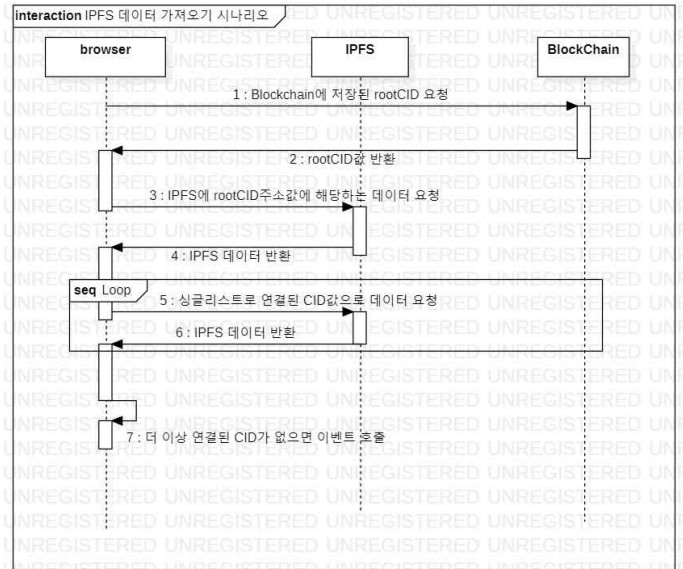 interaction IPFS 데이터 가져오기 시나리오
browser
IPFS
BlockChain
1 : Blockchain에 저장된 rootCID 요청
2 : rootCID값 반환
3 : IPFS에 rootCID주소값에 해당하는 데이터 요청
4 : IPFS 데이터 반환
seq Loop
5 : 싱글리스트로 연결된 CID값으로 데이터 요청
6 : IPFS 데이터 반환
7 : 더 이상 연결된 CID가 없으면 이벤트 호출
UNREGISTERED